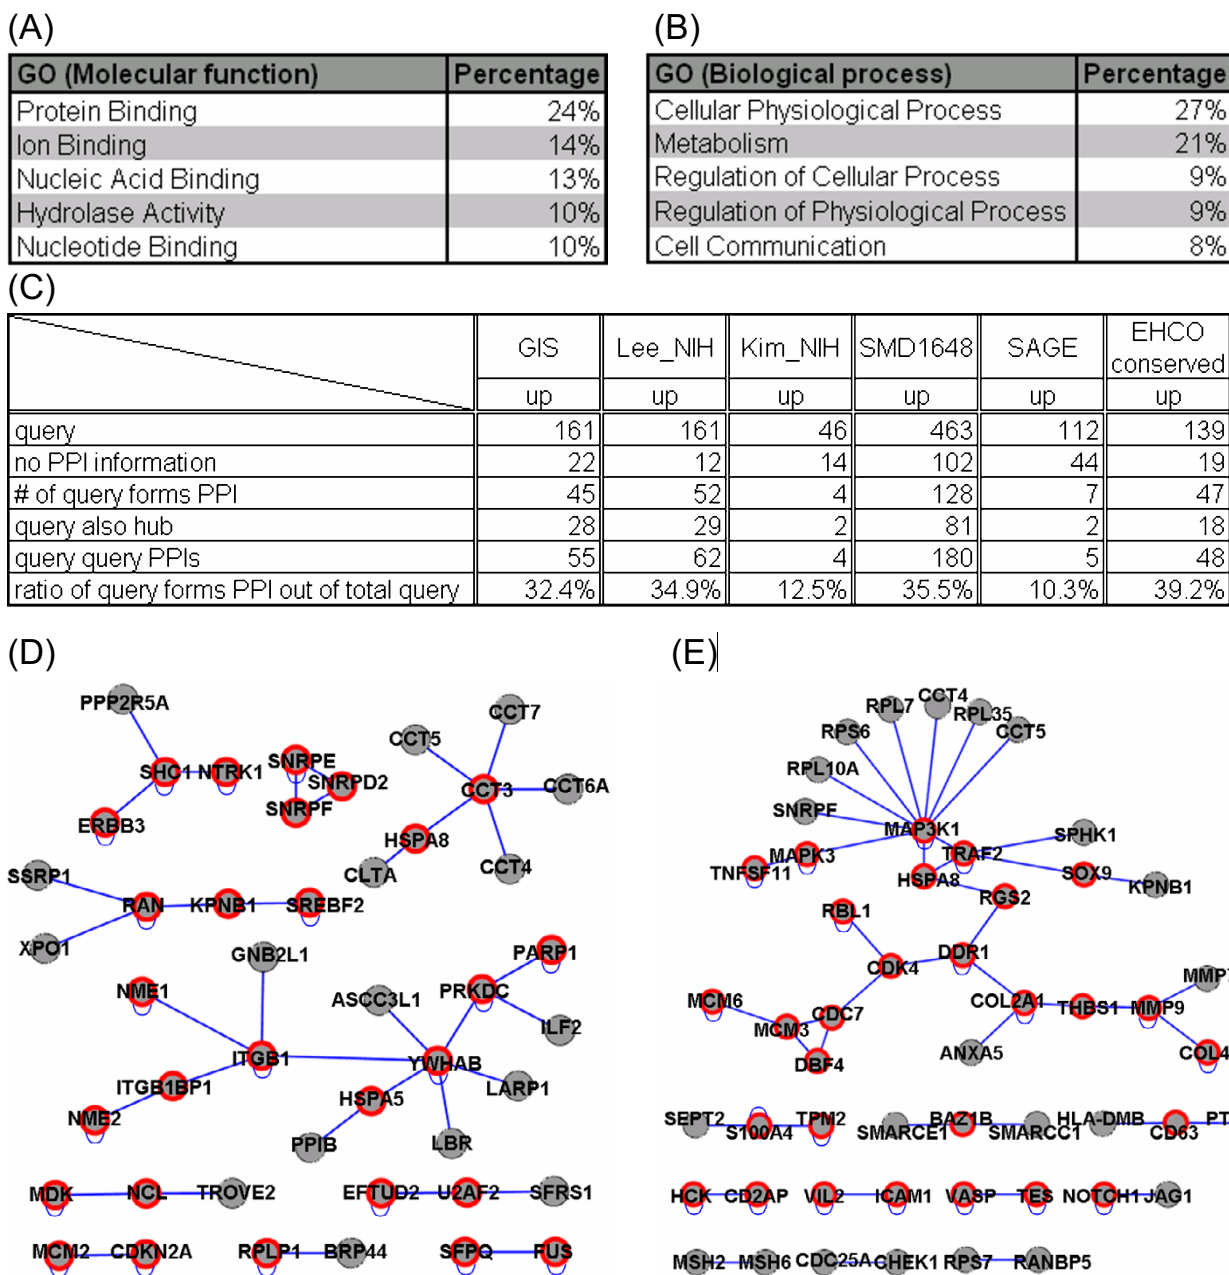 (A)
(B)
GO (Molecular function) Percentage
Protein Binding 24%
Ion Binding 14%
Nucleic Acid Binding 13%
Hydrolase Activity 10%
Nucleotide Binding 10%
GO (Biological process) Percentage
Cellular Physiological Process 27%
Metabolism 21%
Regulation of Cellular Process 9%
Regulation of Physiological Process 9%
Cell Communication 8%
(C)
GIS Lee_NIH Kim_NIH SMD1648 SAGE EHCO conserved
up up up up up up
query 161 161 46 463 112 139
no PPI information 22 12 14 102 44 19
# of query forms PPI 45 52 4 128 7 47
query also hub 28 29 2 81 2 18
query query PPIs 55 62 4 180 5 48
ratio of query forms PPI out of total query 32.4% 34.9% 12.5% 35.5% 10.3% 39.2%
(D)
PPP2R5A
SHC1 NTRK1
ERBB3
SNRPE
SNRPD2
SNRPF
CCT7
CCT5
CCT3
CCT6A
HSPA8
CLTA
CCT4
SSRP1
RAN KPNB1 SREBF2
XPO1
GNB2L1
NME1
ASCC3L1
PRKDC
PARP1
ILF2
ITGB1
YWHAB
ITGB1BP1
HSPA5
LARP1
NME2
PPIB
LBR
MDK NCL TROVE2
EFTUD2 U2AF2 SFRS1
MCM2 CDKN2A
RPLP1 BRP44
SFPQ FUS
(E)
CCT4
RPL7
RPL35
RPS6
CCT5
RPL10A
SNRPF
MAP3K1
SPHK1
MAPK3
TRAF2
TNFSF11
HSPA8
SOX9
KPNB1
RGS2
RBL1
CDK4
DDR1
MMP7
MCM6
COL2A1
THBS1
MMP9
MCM3
CDC7
DBF4
ANXA5
COL4
SEPT2
S100A4
TPM2
SMARCE1
BAZ1B
SMARCC1
HLA-DMB
CD63
PT
HCK CD2AP
VIL2 ICAM1
VASP TES
NOTCH1 JAG1
MSH2 MSH6
CDC25A CHEK1
RPS7 RANBP5